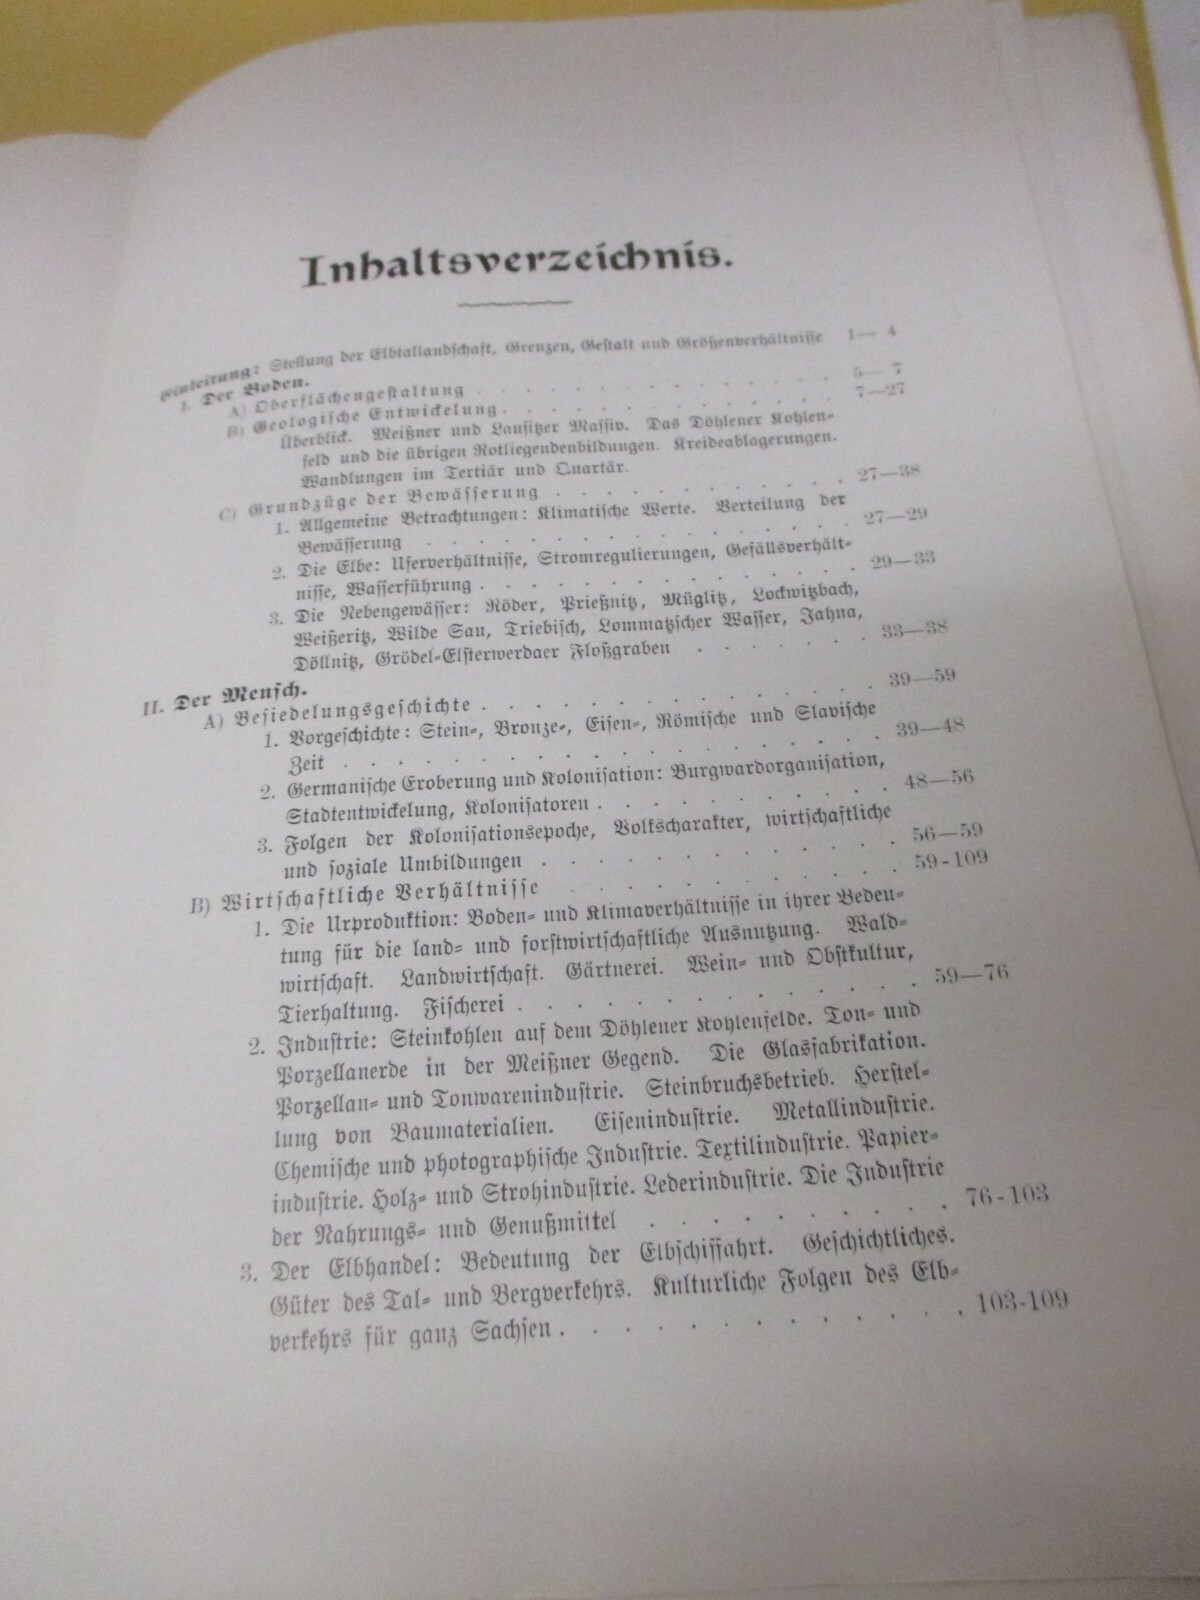 Inhaltsverzeichnis.
Einleitung: Stellung der Elbtallandschaft, Grenzen, Gestalt und Größenverhältnisse 1— 4
I. Der Boden.
A) Oberflächengestaltung . . . . . . . . . . . . . 5— 7
B) Geologische Entwickelung. . . . . . . . . . . . 7—27
Überblick. Meißner und Lausitzer Massiv. Das Döhlener Kohlen-
feld und die übrigen Rotliegendenbildungen. Kreideablagerungen.
Wandlungen im Tertiär und Quartär.
C) Grundzüge der Bewässerung . . . . . . . . . . . 27—38
1. Allgemeine Betrachtungen: Klimatische Werte. Verteilung der
Bewässerung . . . . . . . . . . . . . . . 27—29
2. Die Elbe: Uferverhältnisse, Stromregulierungen, Gefällsverhält-
nisse, Wasserführung . . . . . . . . . . . . . 29—33
3. Die Nebengewässer: Röder, Prießnitz, Müglitz, Lockwitzbach,
Weißeritz, Wilde Sau, Triebisch, Lommatzscher Wasser, Jahna,
Döllnitz, Grödel-Elsterwerdaer Floßgraben . . . . . . 33—38
II. Der Mensch.
A) Besiedelungsgeschichte . . . . . . . . . . . . . . 39—59
1. Vorgeschichte: Stein-, Bronze-, Eisen-, Römische und Slavische
Zeit . . . . . . . . . . . . . . . . . . . 39—48
2. Germanische Eroberung und Kolonisation: Burgwardorganisation,
Stadtentwickelung, Kolonisatoren . . . . . . . . . . . 48—56
3. Folgen der Kolonisationsepoche, Volkscharakter, wirtschaftliche
und soziale Umbildungen . . . . . . . . . . . . . 56—59
B) Wirtschaftliche Verhältnisse . . . . . . . . . . . . 59-109
1. Die Urproduktion: Boden- und Klimaverhältnisse in ihrer Bedeu-
tung für die land- und forstwirtschaftliche Ausnutzung. Wald-
wirtschaft. Landwirtschaft. Gärtnerei. Wein- und Obstkultur,
Tierhaltung. Fischerei . . . . . . . . . . . . . . 59—76
2. Industrie: Steinkohlen auf dem Döhlener Kohlenfelde. Ton- und
Porzellanerde in der Meißner Gegend. Die Glasfabrikation.
Porzellan- und Tonwarenindustrie. Steinbruchsbetrieb. Herstel-
lung von Baumaterialien. Eisenindustrie. Metallindustrie.
Chemische und photographische Industrie. Textilindustrie. Papier-
industrie. Holz- und Strohindustrie. Lederindustrie. Die Industrie
der Nahrungs- und Genußmittel . . . . . . . . . 76-103
3. Der Elbhandel: Bedeutung der Elbschiffahrt. Geschichtliches.
Güter des Tal- und Bergverkehrs. Kulturliche Folgen des Elb-
verkehrs für ganz Sachsen . . . . . . . . . . . . 103-109